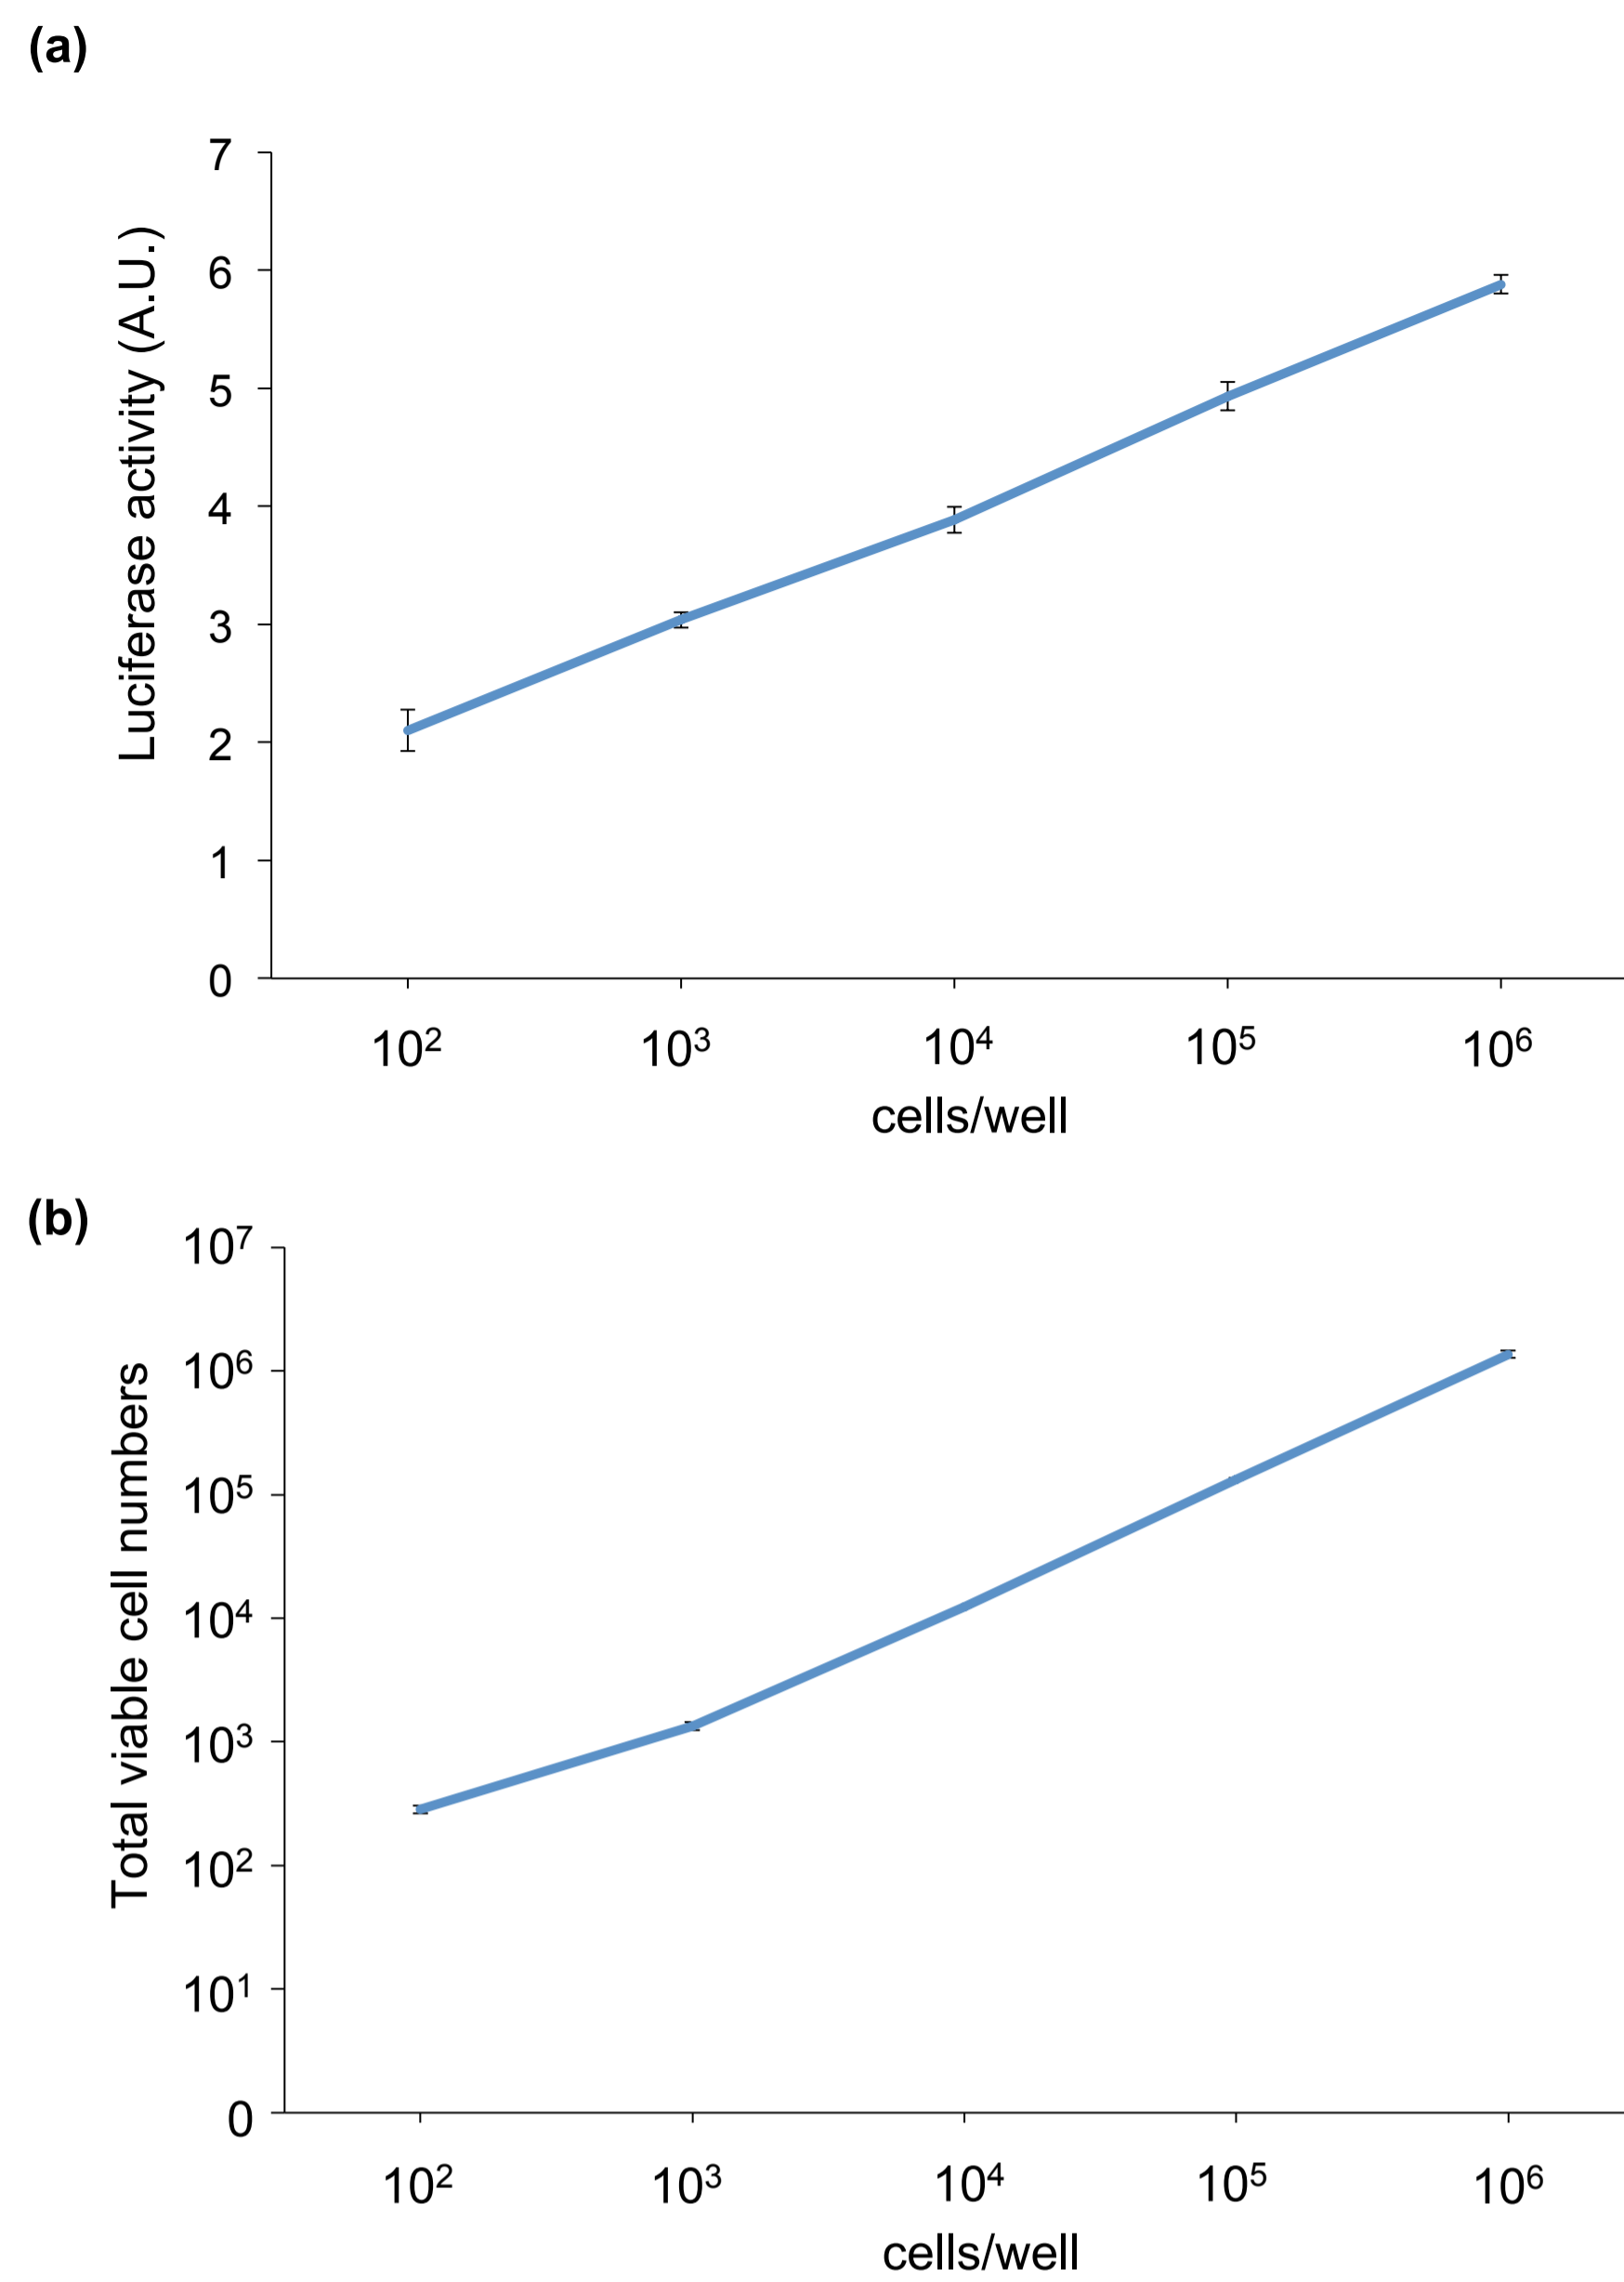 (a)
7
6
5
4
3
2
1
0
Luciferase activity (A.U.)
10² 10³ 10⁴ 10⁵ 10⁶
cells/well
(b)
10⁷
10⁶
10⁵
10⁴
10³
10²
10¹
0
Total viable cell numbers
10² 10³ 10⁴ 10⁵ 10⁶
cells/well